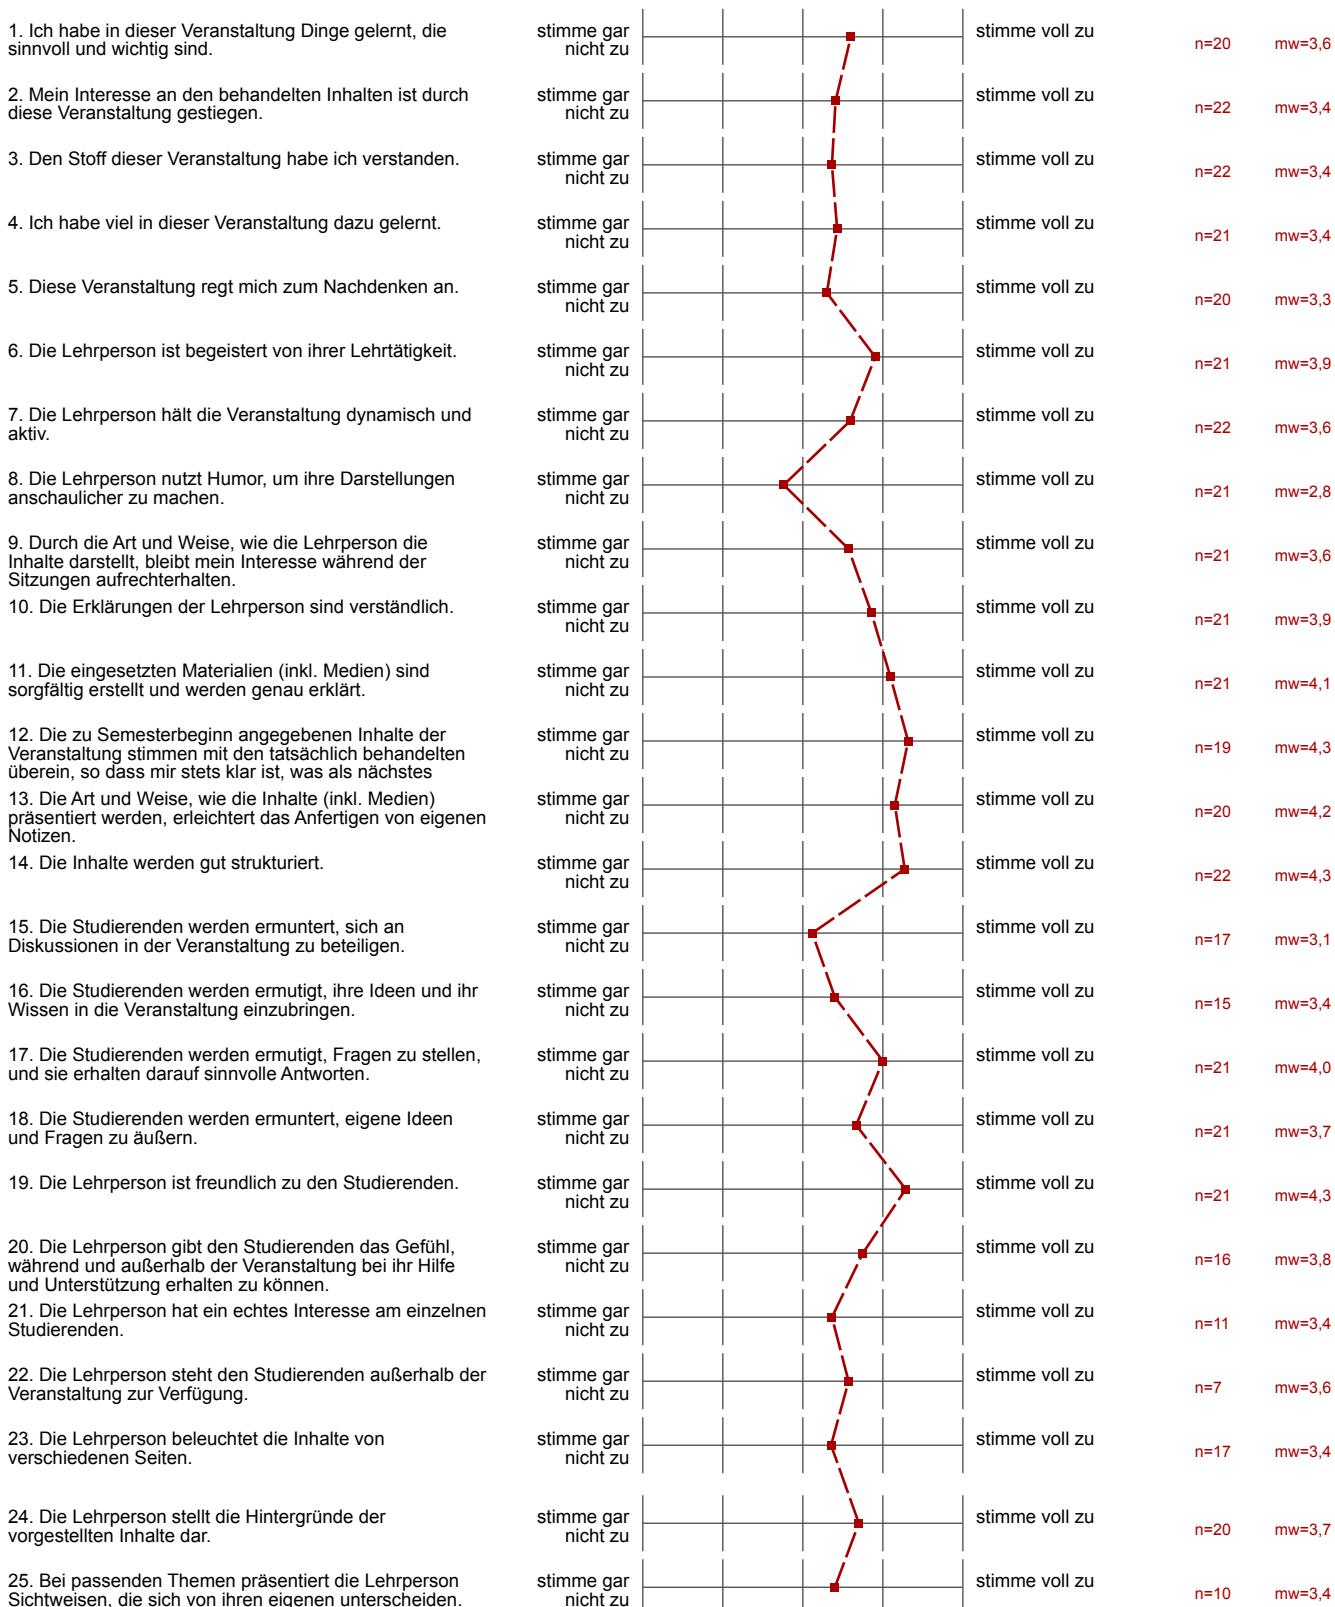 1. Ich habe in dieser Veranstaltung Dinge gelernt, die
sinnvoll und wichtig sind.
stimme gar
nicht zu
stimme voll zu
n=20 mw=3,6
2. Mein Interesse an den behandelten Inhalten ist durch
diese Veranstaltung gestiegen.
stimme gar
nicht zu
stimme voll zu
n=22 mw=3,4
3. Den Stoff dieser Veranstaltung habe ich verstanden.
stimme gar
nicht zu
stimme voll zu
n=22 mw=3,4
4. Ich habe viel in dieser Veranstaltung dazu gelernt.
stimme gar
nicht zu
stimme voll zu
n=21 mw=3,4
5. Diese Veranstaltung regt mich zum Nachdenken an.
stimme gar
nicht zu
stimme voll zu
n=20 mw=3,3
6. Die Lehrperson ist begeistert von ihrer Lehrtätigkeit.
stimme gar
nicht zu
stimme voll zu
n=21 mw=3,9
7. Die Lehrperson hält die Veranstaltung dynamisch und
aktiv.
stimme gar
nicht zu
stimme voll zu
n=22 mw=3,6
8. Die Lehrperson nutzt Humor, um ihre Darstellungen
anschaulicher zu machen.
stimme gar
nicht zu
stimme voll zu
n=21 mw=2,8
9. Durch die Art und Weise, wie die Lehrperson die
Inhalte darstellt, bleibt mein Interesse während der
Sitzungen aufrechterhalten.
stimme gar
nicht zu
stimme voll zu
n=21 mw=3,6
10. Die Erklärungen der Lehrperson sind verständlich.
stimme gar
nicht zu
stimme voll zu
n=21 mw=3,9
11. Die eingesetzten Materialien (inkl. Medien) sind
sorgfältig erstellt und werden genau erklärt.
stimme gar
nicht zu
stimme voll zu
n=21 mw=4,1
12. Die zu Semesterbeginn angegebenen Inhalte der
Veranstaltung stimmen mit den tatsächlich behandelten
überein, so dass mir stets klar ist, was als nächstes
stimme gar
nicht zu
stimme voll zu
n=19 mw=4,3
13. Die Art und Weise, wie die Inhalte (inkl. Medien)
präsentiert werden, erleichtert das Anfertigen von eigenen
Notizen.
stimme gar
nicht zu
stimme voll zu
n=20 mw=4,2
14. Die Inhalte werden gut strukturiert.
stimme gar
nicht zu
stimme voll zu
n=22 mw=4,3
15. Die Studierenden werden ermuntert, sich an
Diskussionen in der Veranstaltung zu beteiligen.
stimme gar
nicht zu
stimme voll zu
n=17 mw=3,1
16. Die Studierenden werden ermutigt, ihre Ideen und ihr
Wissen in die Veranstaltung einzubringen.
stimme gar
nicht zu
stimme voll zu
n=15 mw=3,4
17. Die Studierenden werden ermutigt, Fragen zu stellen,
und sie erhalten darauf sinnvolle Antworten.
stimme gar
nicht zu
stimme voll zu
n=21 mw=4,0
18. Die Studierenden werden ermuntert, eigene Ideen
und Fragen zu äußern.
stimme gar
nicht zu
stimme voll zu
n=21 mw=3,7
19. Die Lehrperson ist freundlich zu den Studierenden.
stimme gar
nicht zu
stimme voll zu
n=21 mw=4,3
20. Die Lehrperson gibt den Studierenden das Gefühl,
während und außerhalb der Veranstaltung bei ihr Hilfe
und Unterstützung erhalten zu können.
stimme gar
nicht zu
stimme voll zu
n=16 mw=3,8
21. Die Lehrperson hat ein echtes Interesse am einzelnen
Studierenden.
stimme gar
nicht zu
stimme voll zu
n=11 mw=3,4
22. Die Lehrperson steht den Studierenden außerhalb der
Veranstaltung zur Verfügung.
stimme gar
nicht zu
stimme voll zu
n=7 mw=3,6
23. Die Lehrperson beleuchtet die Inhalte von
verschiedenen Seiten.
stimme gar
nicht zu
stimme voll zu
n=17 mw=3,4
24. Die Lehrperson stellt die Hintergründe der
vorgestellten Inhalte dar.
stimme gar
nicht zu
stimme voll zu
n=20 mw=3,7
25. Bei passenden Themen präsentiert die Lehrperson
Sichtweisen, die sich von ihren eigenen unterscheiden.
stimme gar
nicht zu
stimme voll zu
n=10 mw=3,4